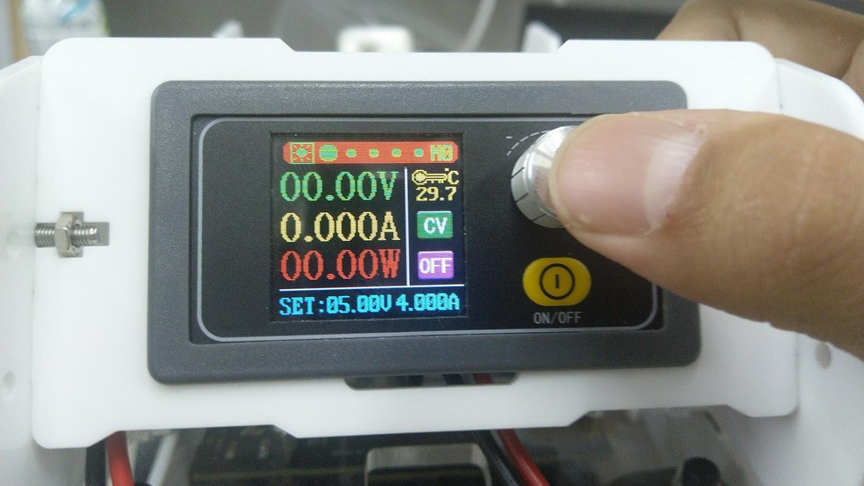 M0
00.00V
°C
29.7
0.000A
CV
00.00W
OFF
SET:05.00V 4.000A
ON/OFF